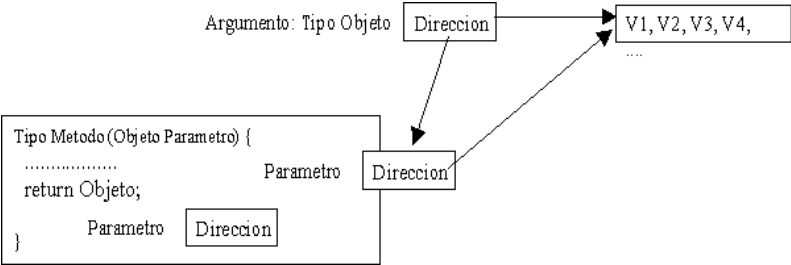 Argumento: Tipo Objeto Direccion V1, V2, V3, V4,
....
Tipo Metodo (Objeto Parametro) {
..................
Parametro Direccion
return Objeto;
Parametro Direccion
}